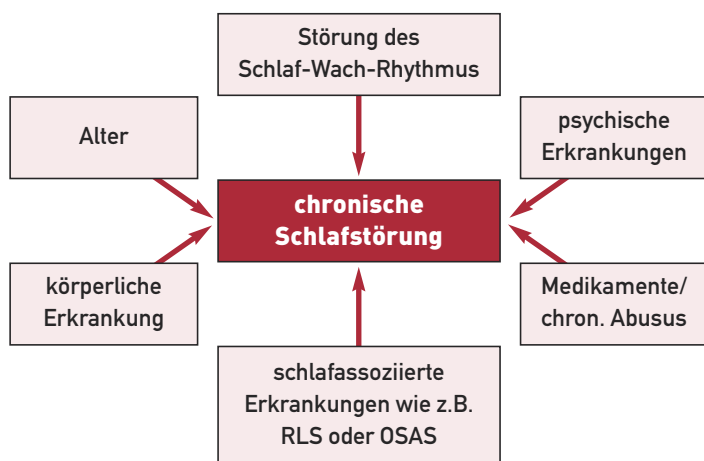 Störung des
Schlaf-Wach-Rhythmus
Alter
psychische
Erkrankungen
chronische
Schlafstörung
körperliche
Erkrankung
Medikamente/
chron. Abusus
schlafassoziierte
Erkrankungen wie z.B.
RLS oder OSAS